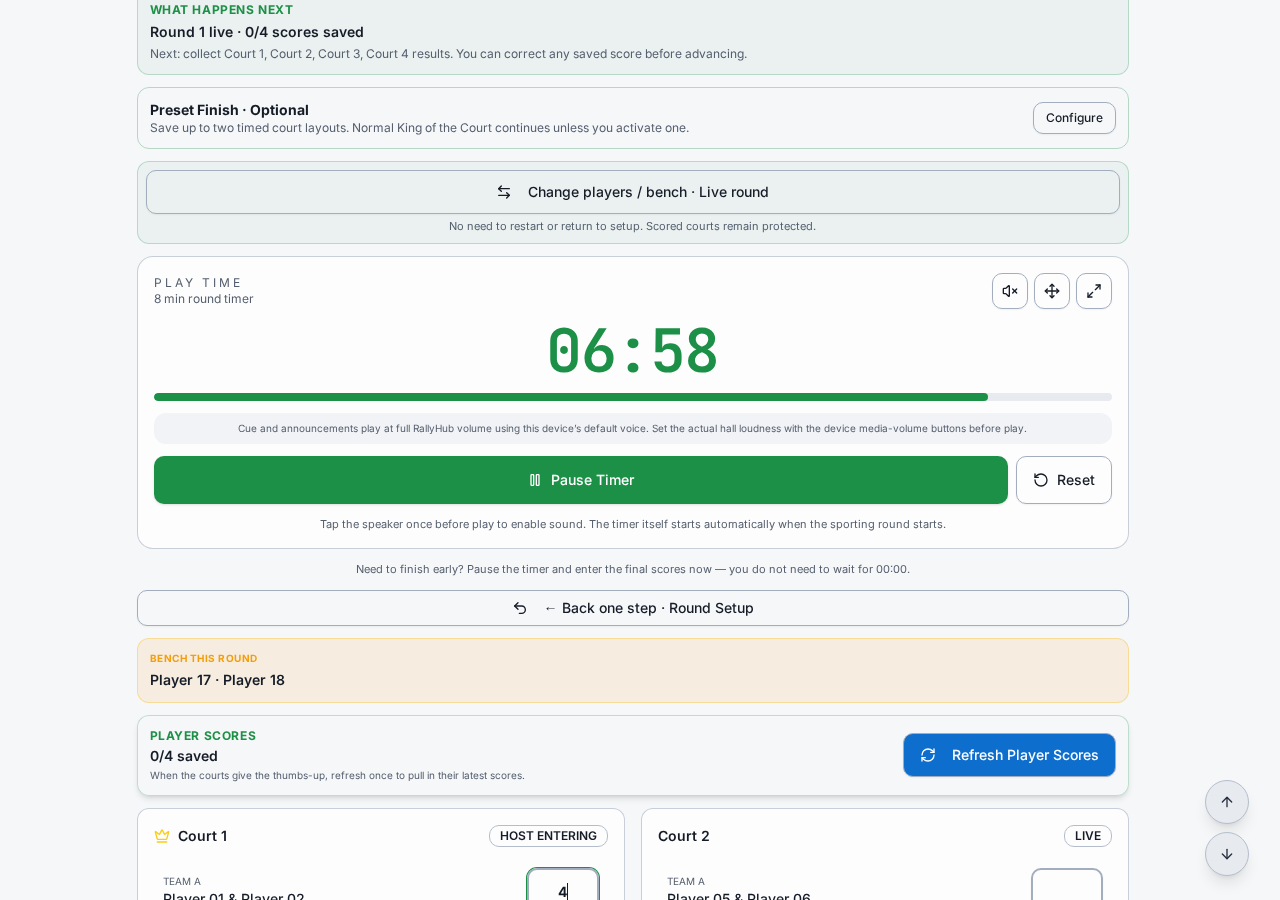 WHAT HAPPENS NEXT
Round 1 live · 0/4 scores saved
Next: collect Court 1, Court 2, Court 3, Court 4 results. You can correct any saved score before advancing.
Preset Finish · Optional
Save up to two timed court layouts. Normal King of the Court continues unless you activate one.
Configure
Change players / bench · Live round
No need to restart or return to setup. Scored courts remain protected.
PLAY TIME
8 min round timer
06:58
Cue and announcements play at full RallyHub volume using this device's default voice. Set the actual hall loudness with the device media-volume buttons before play.
Pause Timer
Reset
Tap the speaker once before play to enable sound. The timer itself starts automatically when the sporting round starts.
Need to finish early? Pause the timer and enter the final scores now — you do not need to wait for 00:00.
← Back one step · Round Setup
BENCH THIS ROUND
Player 17 · Player 18
PLAYER SCORES
0/4 saved
When the courts give the thumbs-up, refresh once to pull in their latest scores.
Refresh Player Scores
Court 1
HOST ENTERING
TEAM A
Player 01 & Player 02
4
Court 2
LIVE
TEAM A
Player 05 & Player 06